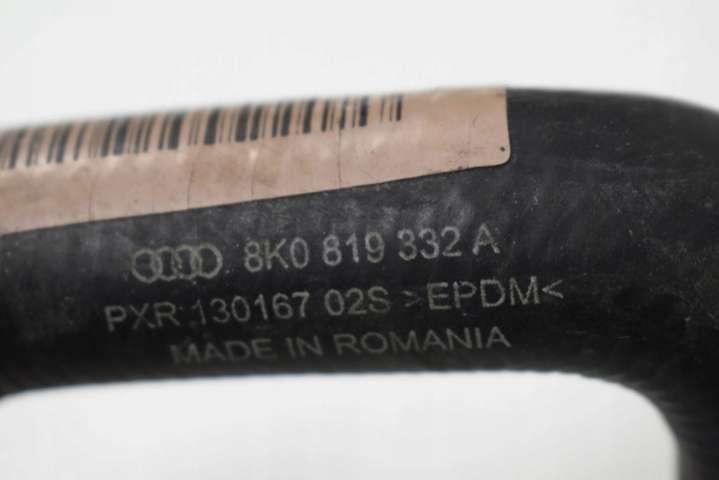 8K0 819 332 A
PXR 130167 02S >EPDM<
MADE IN ROMANIA